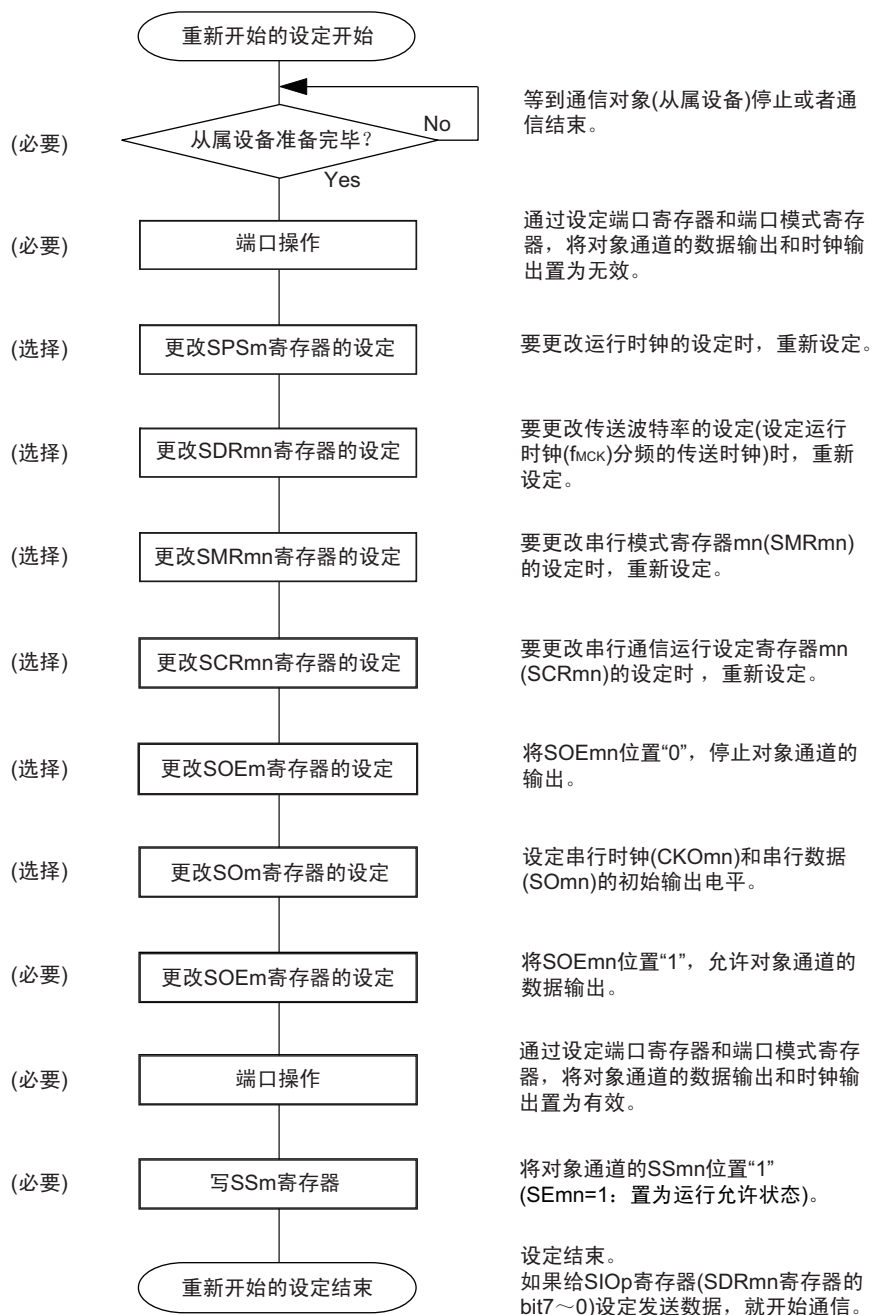 重新开始的设定开始
等到通信对象(从属设备)停止或者通
信结束。
(必要)
从属设备准备完毕？
No
Yes
(必要)
端口操作
通过设定端口寄存器和端口模式寄存
器，将对象通道的数据输出和时钟输
出置为无效。
(选择)
更改SPSm寄存器的设定
要更改运行时钟的设定时，重新设定。
(选择)
更改SDRmn寄存器的设定
要更改传送波特率的设定(设定运行
时钟(fMCK)分频的传送时钟)时，重新
设定。
(选择)
更改SMRmn寄存器的设定
要更改串行模式寄存器mn(SMRmn)
的设定时，重新设定。
(选择)
更改SCRmn寄存器的设定
要更改串行通信运行设定寄存器mn
(SCRmn)的设定时 ，重新设定。
(选择)
更改SOEm寄存器的设定
将SOEmn位置“0”，停止对象通道的
输出。
(选择)
更改SOm寄存器的设定
设定串行时钟(CKOmn)和串行数据
(SOmn)的初始输出电平。
(必要)
更改SOEm寄存器的设定
将SOEmn位置“1”，允许对象通道的
数据输出。
(必要)
端口操作
通过设定端口寄存器和端口模式寄存
器，将对象通道的数据输出和时钟输
出置为有效。
(必要)
写SSm寄存器
将对象通道的SSmn位置“1”
(SEmn=1：置为运行允许状态)。
重新开始的设定结束
设定结束。
如果给SIOp寄存器(SDRmn寄存器的
bit7～0)设定发送数据，就开始通信。